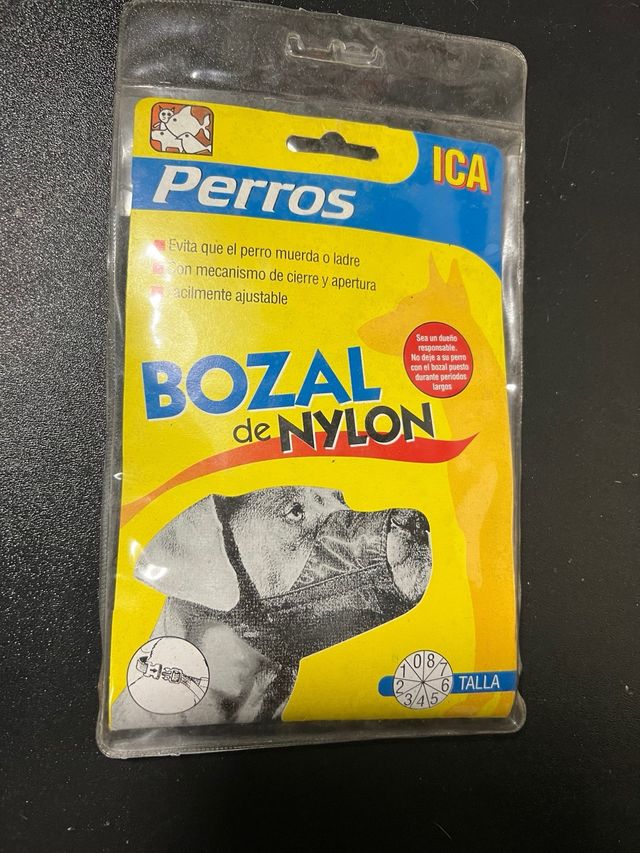 ICA
Perros
Evita que el perro muerda o ladre
Con mecanismo de cierre y apertura
Facilmente ajustable
Sea un dueño
responsable.
No deje a su perro
con el bozal puesto
durante periodos
largos
BOZAL
de NYLON
0 8 7 6 5 4 3 2 1
TALLA